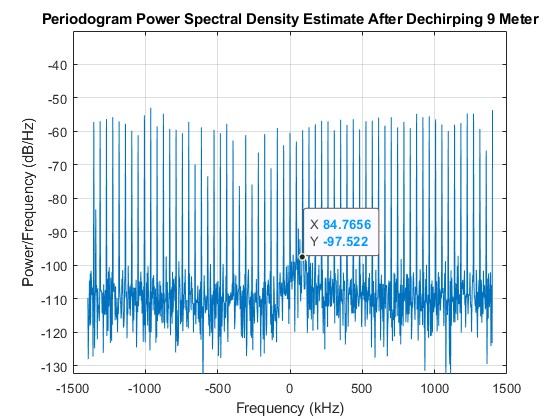 Periodogram Power Spectral Density Estimate After Dechirping 9 Meter
-40
-50
-60
-70
-80
-90
-100
-110
-120
-130
Power/Frequency (dB/Hz)
X 84.7656
Y -97.522
-1500 -1000 -500 0 500 1000 1500
Frequency (kHz)